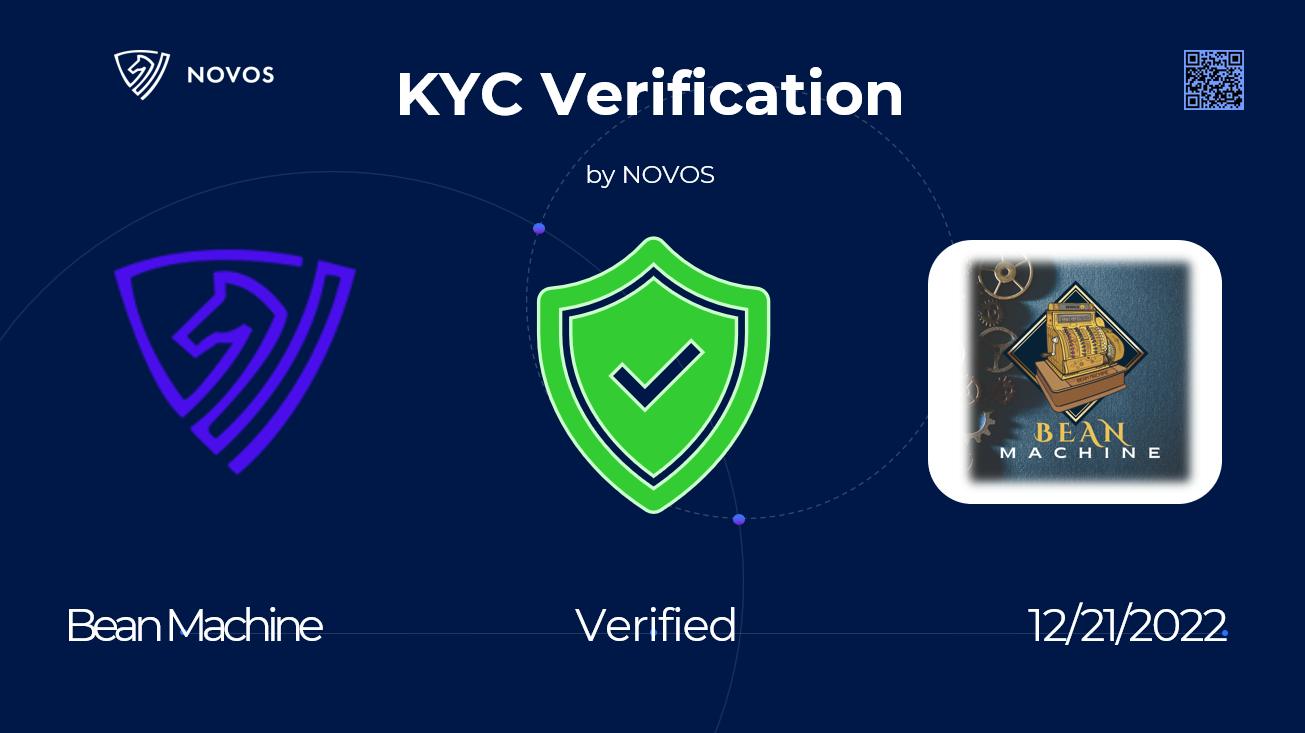 NOVOS
KYC Verification
by NOVOS
BEAN
MACHINE
Bean Machine
Verified
12/21/2022